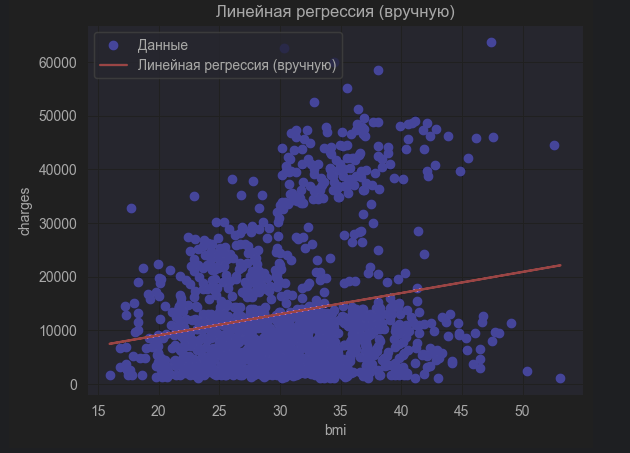 Линейная регрессия (вручную)
Данные
Линейная регрессия (вручную)
60000
50000
40000
30000
20000
10000
0
charges
15 20 25 30 35 40 45 50
bmi